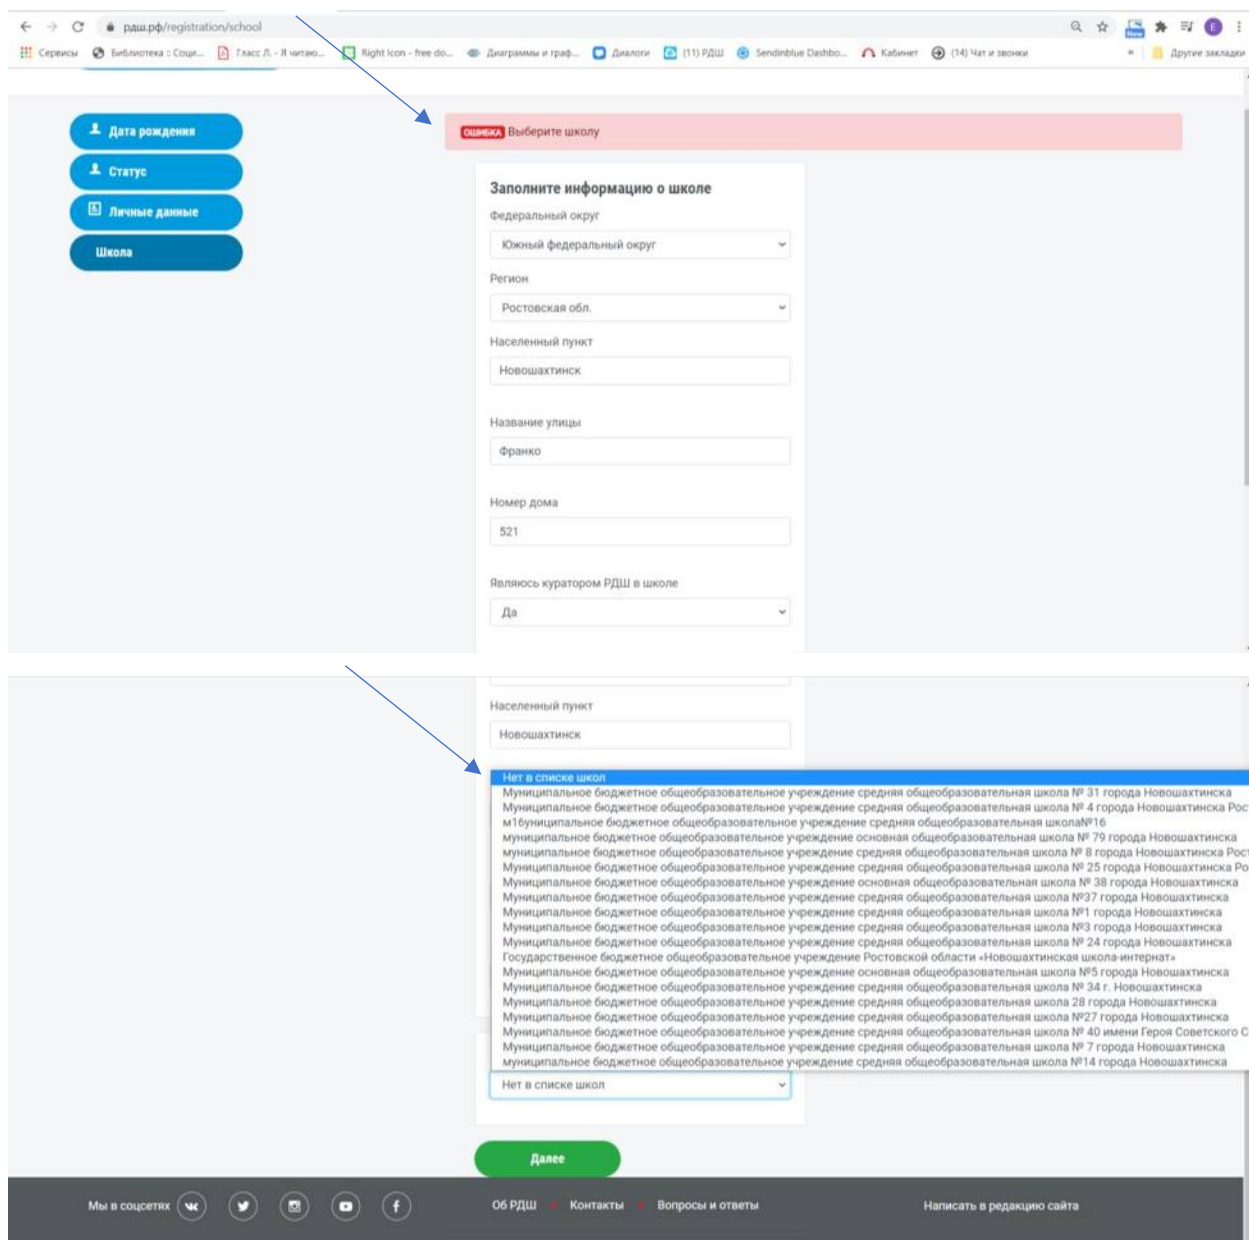 рдш.рф/registration/school
Сервисы Библиотека :: Соци... Гласс Л. - Я читаю... Right Icon - free do... Диаграммы и граф... Диалоги (11) РДШ Sendinblue Dashbo... Кабинет (14) Чат и звонки » Другие закладки
Дата рождения
Статус
Личные данные
Школа
ОШИБКА Выберите школу
Заполните информацию о школе
Федеральный округ
Южный федеральный округ
Регион
Ростовская обл.
Населенный пункт
Новошахтинск
Название улицы
Франко
Номер дома
521
Являюсь куратором РДШ в школе
Да
Населенный пункт
Новошахтинск
Нет в списке школ
Муниципальное бюджетное общеобразовательное учреждение средняя общеобразовательная школа № 31 города Новошахтинска
Муниципальное бюджетное общеобразовательное учреждение средняя общеобразовательная школа № 4 города Новошахтинска Рос
м16униципальное бюджетное общеобразовательное учреждение средняя общеобразовательная школа№16
муниципальное бюджетное общеобразовательное учреждение основная общеобразовательная школа № 79 города Новошахтинска
муниципальное бюджетное общеобразовательное учреждение средняя общеобразовательная школа № 8 города Новошахтинска Рост
Муниципальное бюджетное общеобразовательное учреждение средняя общеобразовательная школа № 25 города Новошахтинска Ро
Муниципальное бюджетное общеобразовательное учреждение основная общеобразовательная школа № 38 города Новошахтинска
Муниципальное бюджетное общеобразовательное учреждение средняя общеобразовательная школа №37 города Новошахтинска
Муниципальное бюджетное общеобразовательное учреждение средняя общеобразовательная школа №1 города Новошахтинска
Муниципальное бюджетное общеобразовательное учреждение средняя общеобразовательная школа №3 города Новошахтинска
Муниципальное бюджетное общеобразовательное учреждение средняя общеобразовательная школа № 24 города Новошахтинска
Государственное бюджетное общеобразовательное учреждение Ростовской области «Новошахтинская школа-интернат»
Муниципальное бюджетное общеобразовательное учреждение основная общеобразовательная школа №5 города Новошахтинска
Муниципальное бюджетное общеобразовательное учреждение средняя общеобразовательная школа № 34 г. Новошахтинска
Муниципальное бюджетное общеобразовательное учреждение средняя общеобразовательная школа 28 города Новошахтинска
Муниципальное бюджетное общеобразовательное учреждение средняя общеобразовательная школа №27 города Новошахтинска
Муниципальное бюджетное общеобразовательное учреждение средняя общеобразовательная школа № 40 имени Героя Советского С
Муниципальное бюджетное общеобразовательное учреждение средняя общеобразовательная школа № 7 города Новошахтинска
муниципальное бюджетное общеобразовательное учреждение средняя общеобразовательная школа №14 города Новошахтинска
Нет в списке школ
Далее
Мы в соцсетях Об РДШ Контакты Вопросы и ответы Написать в редакцию сайта